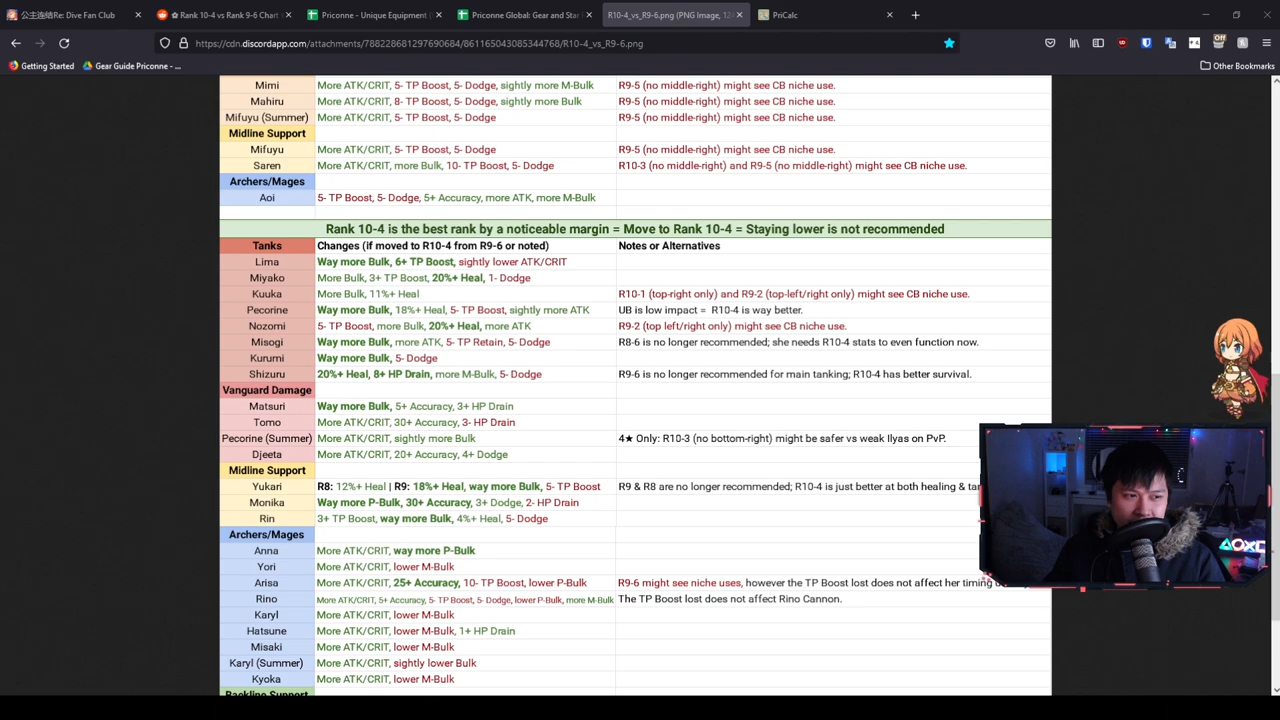 公主连结Re: Dive Fan Club
✿ Rank 10-4 vs Rank 9-6 Chart
Priconne - Unique Equipment (
Priconne Global: Gear and Star
R10-4_vs_R9-6.png (PNG Image, 12
PriCalc
https://cdn.discordapp.com/attachments/788228681297690684/861165043085344768/R10-4_vs_R9-6.png
Off
Getting Started
Gear Guide Priconne - ...
Other Bookmarks
Mimi More ATK/CRIT, 5- TP Boost, 5- Dodge, sightly more M-Bulk R9-5 (no middle-right) might see CB niche use.
Mahiru More ATK/CRIT, 8- TP Boost, 5- Dodge, sightly more Bulk R9-5 (no middle-right) might see CB niche use.
Mifuyu (Summer) More ATK/CRIT, 5- TP Boost, 5- Dodge R9-5 (no middle-right) might see CB niche use.
Midline Support
Mifuyu More ATK/CRIT, 5- TP Boost, 5- Dodge R9-5 (no middle-right) might see CB niche use.
Saren More ATK/CRIT, more Bulk, 10- TP Boost, 5- Dodge R10-3 (no middle-right) and R9-5 (no middle-right) might see CB niche use.
Archers/Mages
Aoi 5- TP Boost, 5- Dodge, 5+ Accuracy, more ATK, more M-Bulk
Rank 10-4 is the best rank by a noticeable margin = Move to Rank 10-4 = Staying lower is not recommended
Tanks Changes (if moved to R10-4 from R9-6 or noted) Notes or Alternatives
Lima Way more Bulk, 6+ TP Boost, sightly lower ATK/CRIT
Miyako More Bulk, 3+ TP Boost, 20%+ Heal, 1- Dodge
Kuuka More Bulk, 11%+ Heal R10-1 (top-right only) and R9-2 (top-left/right only) might see CB niche use.
Pecorine Way more Bulk, 18%+ Heal, 5- TP Boost, sightly more ATK UB is low impact = R10-4 is way better.
Nozomi 5- TP Boost, more Bulk, 20%+ Heal, more ATK R9-2 (top left/right only) might see CB niche use.
Misogi Way more Bulk, more ATK, 5- TP Retain, 5- Dodge R8-6 is no longer recommended; she needs R10-4 stats to even function now.
Kurumi Way more Bulk, 5- Dodge
Shizuru 20%+ Heal, 8+ HP Drain, more M-Bulk, 5- Dodge R9-6 is no longer recommended for main tanking; R10-4 has better survival.
Vanguard Damage
Matsuri Way more Bulk, 5+ Accuracy, 3+ HP Drain
Tomo More ATK/CRIT, 30+ Accuracy, 3- HP Drain
Pecorine (Summer) More ATK/CRIT, sightly more Bulk 4★ Only: R10-3 (no bottom-right) might be safer vs weak Ilyas on PvP.
Djeeta More ATK/CRIT, 20+ Accuracy, 4+ Dodge
Midline Support
Yukari R8: 12%+ Heal | R9: 18%+ Heal, way more Bulk, 5- TP Boost R9 & R8 are no longer recommended; R10-4 is just better at both healing & tan
Monika Way more P-Bulk, 30+ Accuracy, 3+ Dodge, 2- HP Drain
Rin 3+ TP Boost, way more Bulk, 4%+ Heal, 5- Dodge
Archers/Mages
Anna More ATK/CRIT, way more P-Bulk
Yori More ATK/CRIT, lower M-Bulk
Arisa More ATK/CRIT, 25+ Accuracy, 10- TP Boost, lower P-Bulk R9-6 might see niche uses, however the TP Boost lost does not affect her timing
Rino More ATK/CRIT, 5+ Accuracy, 5- TP Boost, 5- Dodge, lower P-Bulk, more M-Bulk The TP Boost lost does not affect Rino Cannon.
Karyl More ATK/CRIT, lower M-Bulk
Hatsune More ATK/CRIT, lower M-Bulk, 1+ HP Drain
Misaki More ATK/CRIT, lower M-Bulk
Karyl (Summer) More ATK/CRIT, sightly lower Bulk
Kyoka More ATK/CRIT, lower M-Bulk
Backline Support